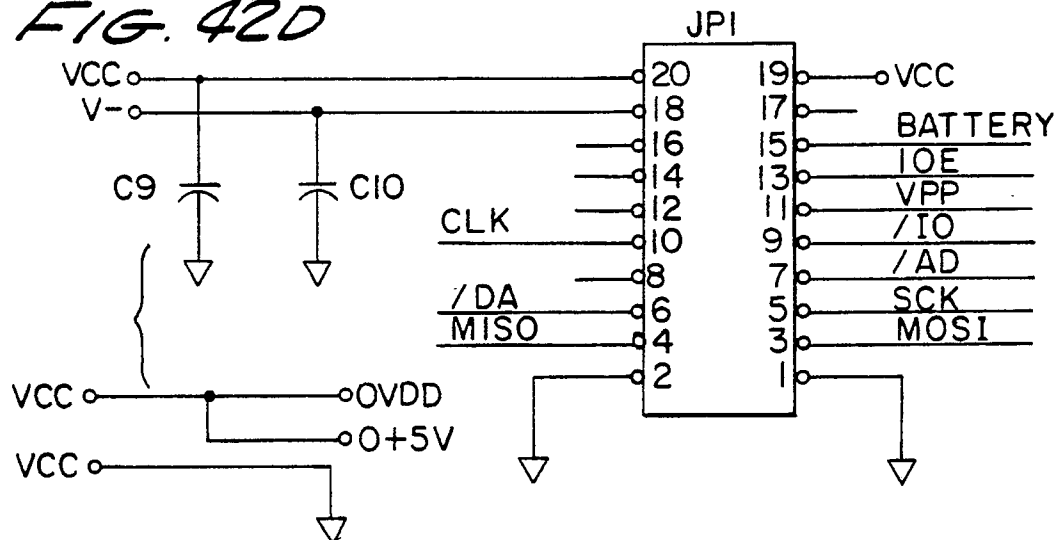 FIG. 42D
JP1
VCC 20 19 VCC
V- 18 17
16 15 BATTERY
14 13 IOE
12 11 VPP
C9 C10
CLK 10 9 /IO
8 7 /AD
/DA 6 5 SCK
MISO 4 3 MOSI
2 1
VCC OVDD
O+5V
VCC